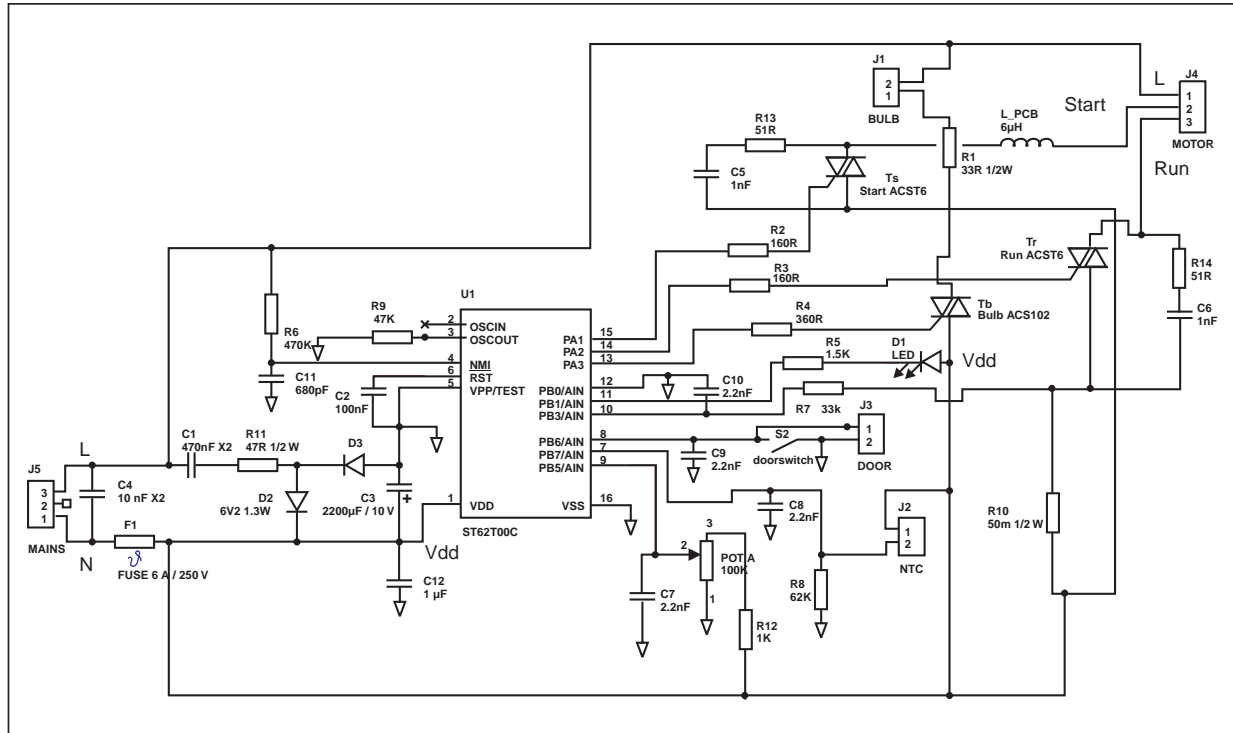 J1
2
1
BULB
L
J4
1
2
3
MOTOR
Start
L_PCB
6µH
R13
51R
R1
33R 1/2W
C5
1nF
Ts
Start ACST6
Run
R2
160R
Tr
Run ACST6
R14
51R
R3
160R
C6
1nF
U1
Tb
Bulb ACS102
R4
360R
R9
47K
R6
470K
2
OSCIN
3
OSCOUT
4
NMI
6
RST
5
VPP/TEST
PA1
15
PA2
14
PA3
13
PB0/AIN
12
PB1/AIN
11
PB3/AIN
10
PB6/AIN
8
PB7/AIN
7
PB5/AIN
9
1
VDD
VSS
16
ST62T00C
R5
1.5K
D1
LED
Vdd
C11
680pF
C2
100nF
C10
2.2nF
R7 33k
J3
1
2
DOOR
S2
doorswitch
C9
2.2nF
L
C1
470nF X2
R11
47R 1/2 W
D3
J5
3
2
1
MAINS
C4
10 nF X2
D2
6V2 1.3W
C3
2200µF / 10 V
+
C8
2.2nF
J2
1
2
NTC
R10
50m 1/2 W
N
F1
FUSE 6 A / 250 V
Vdd
C12
1 µF
3
2
POT A
100K
1
C7
2.2nF
R12
1K
R8
62K